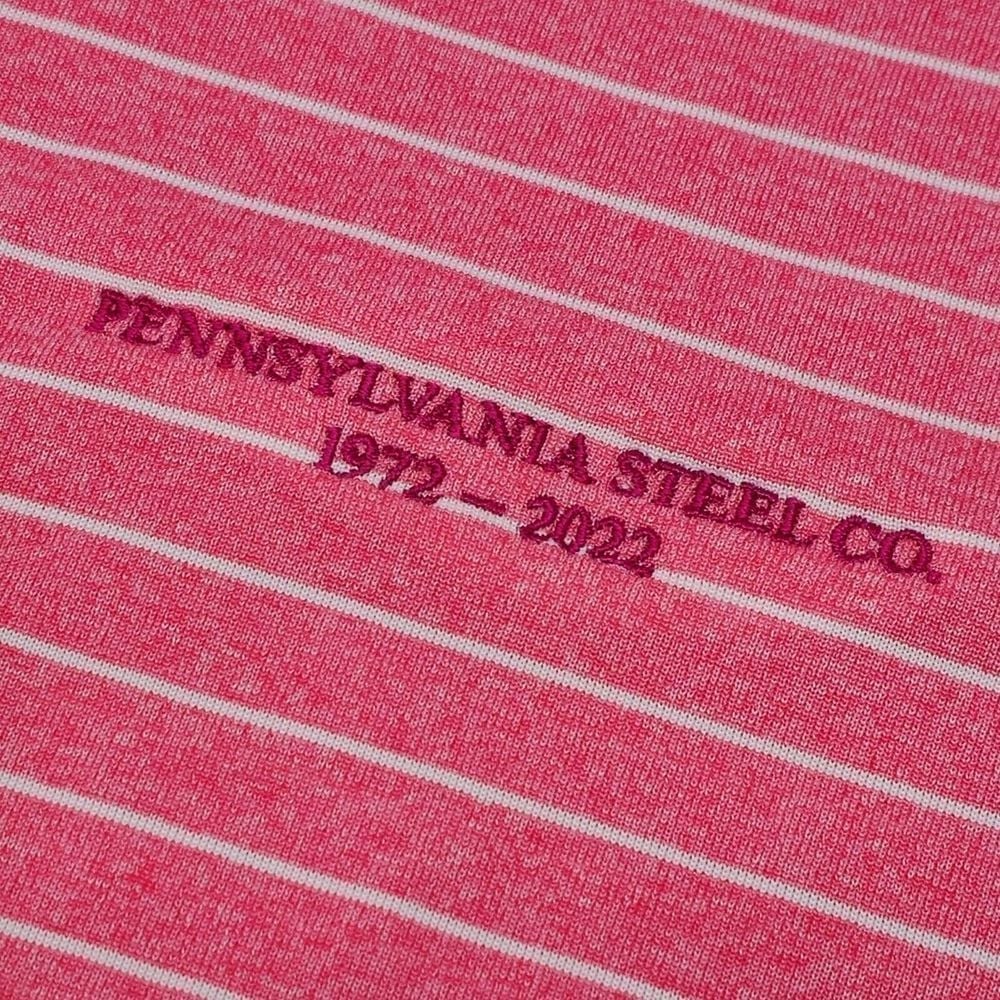 PENNSYLVANIA STEEL CO.
1972 – 2022